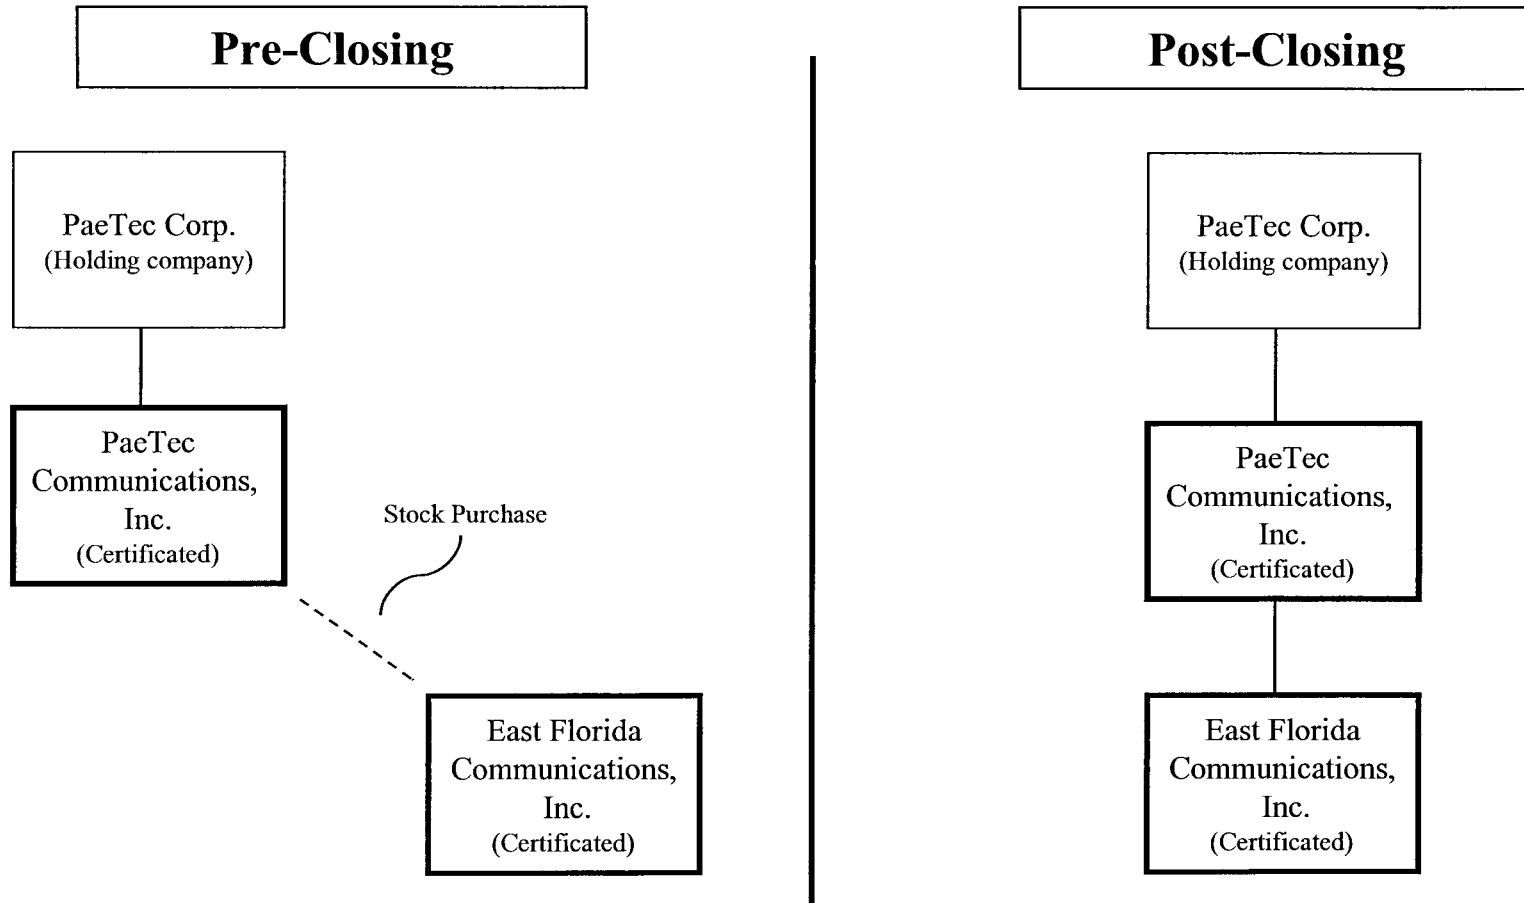 Pre-Closing
PaeTec Corp.
(Holding company)
PaeTec
Communications,
Inc.
(Certificated)
Stock Purchase
East Florida
Communications,
Inc.
(Certificated)
Post-Closing
PaeTec Corp.
(Holding company)
PaeTec
Communications,
Inc.
(Certificated)
East Florida
Communications,
Inc.
(Certificated)